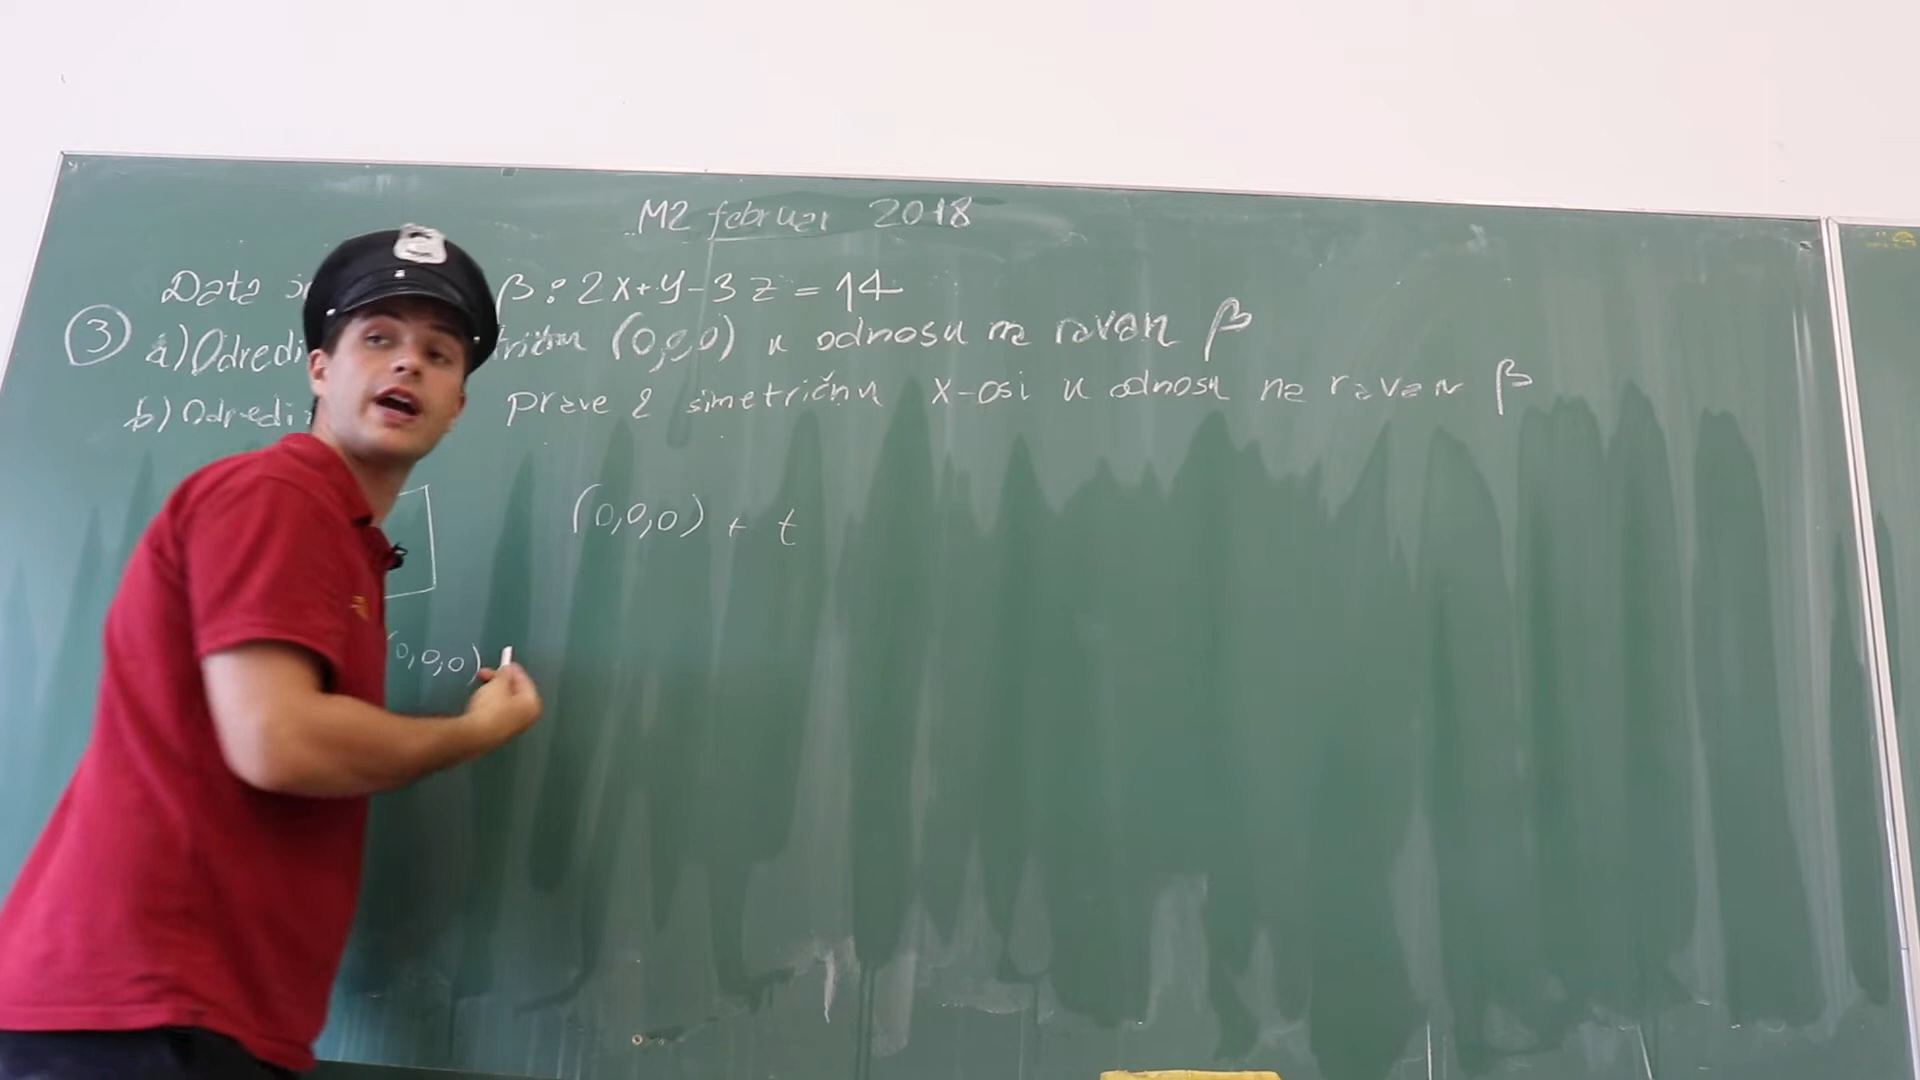 M2 februar 2018
Data β: 2x+y-3z=14
③ a) Odredi (0,0,0) u odnosu na ravan β
b) Odredi prave simetričnu x-osi u odnosu na ravan β
(0,0,0) + t
(0,0,0)